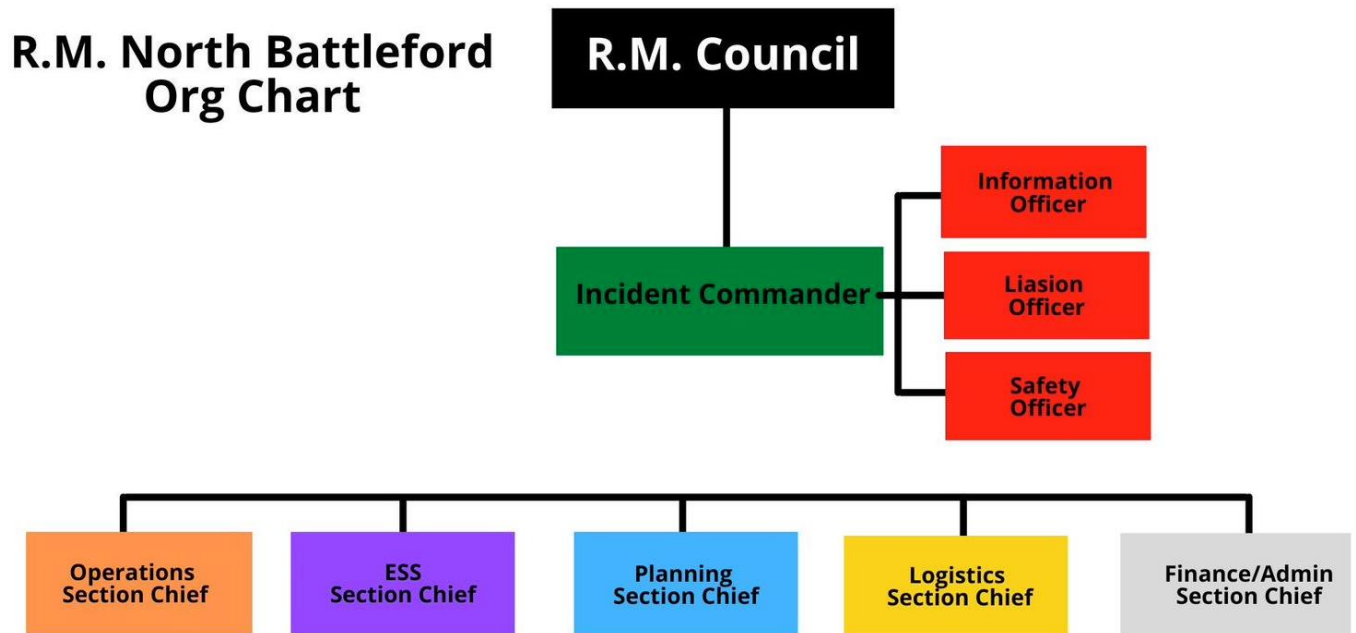 R.M. North Battleford
Org Chart
R.M. Council
Information
Officer
Incident Commander
Liasion
Officer
Safety
Officer
Operations
Section Chief
ESS
Section Chief
Planning
Section Chief
Logistics
Section Chief
Finance/Admin
Section Chief